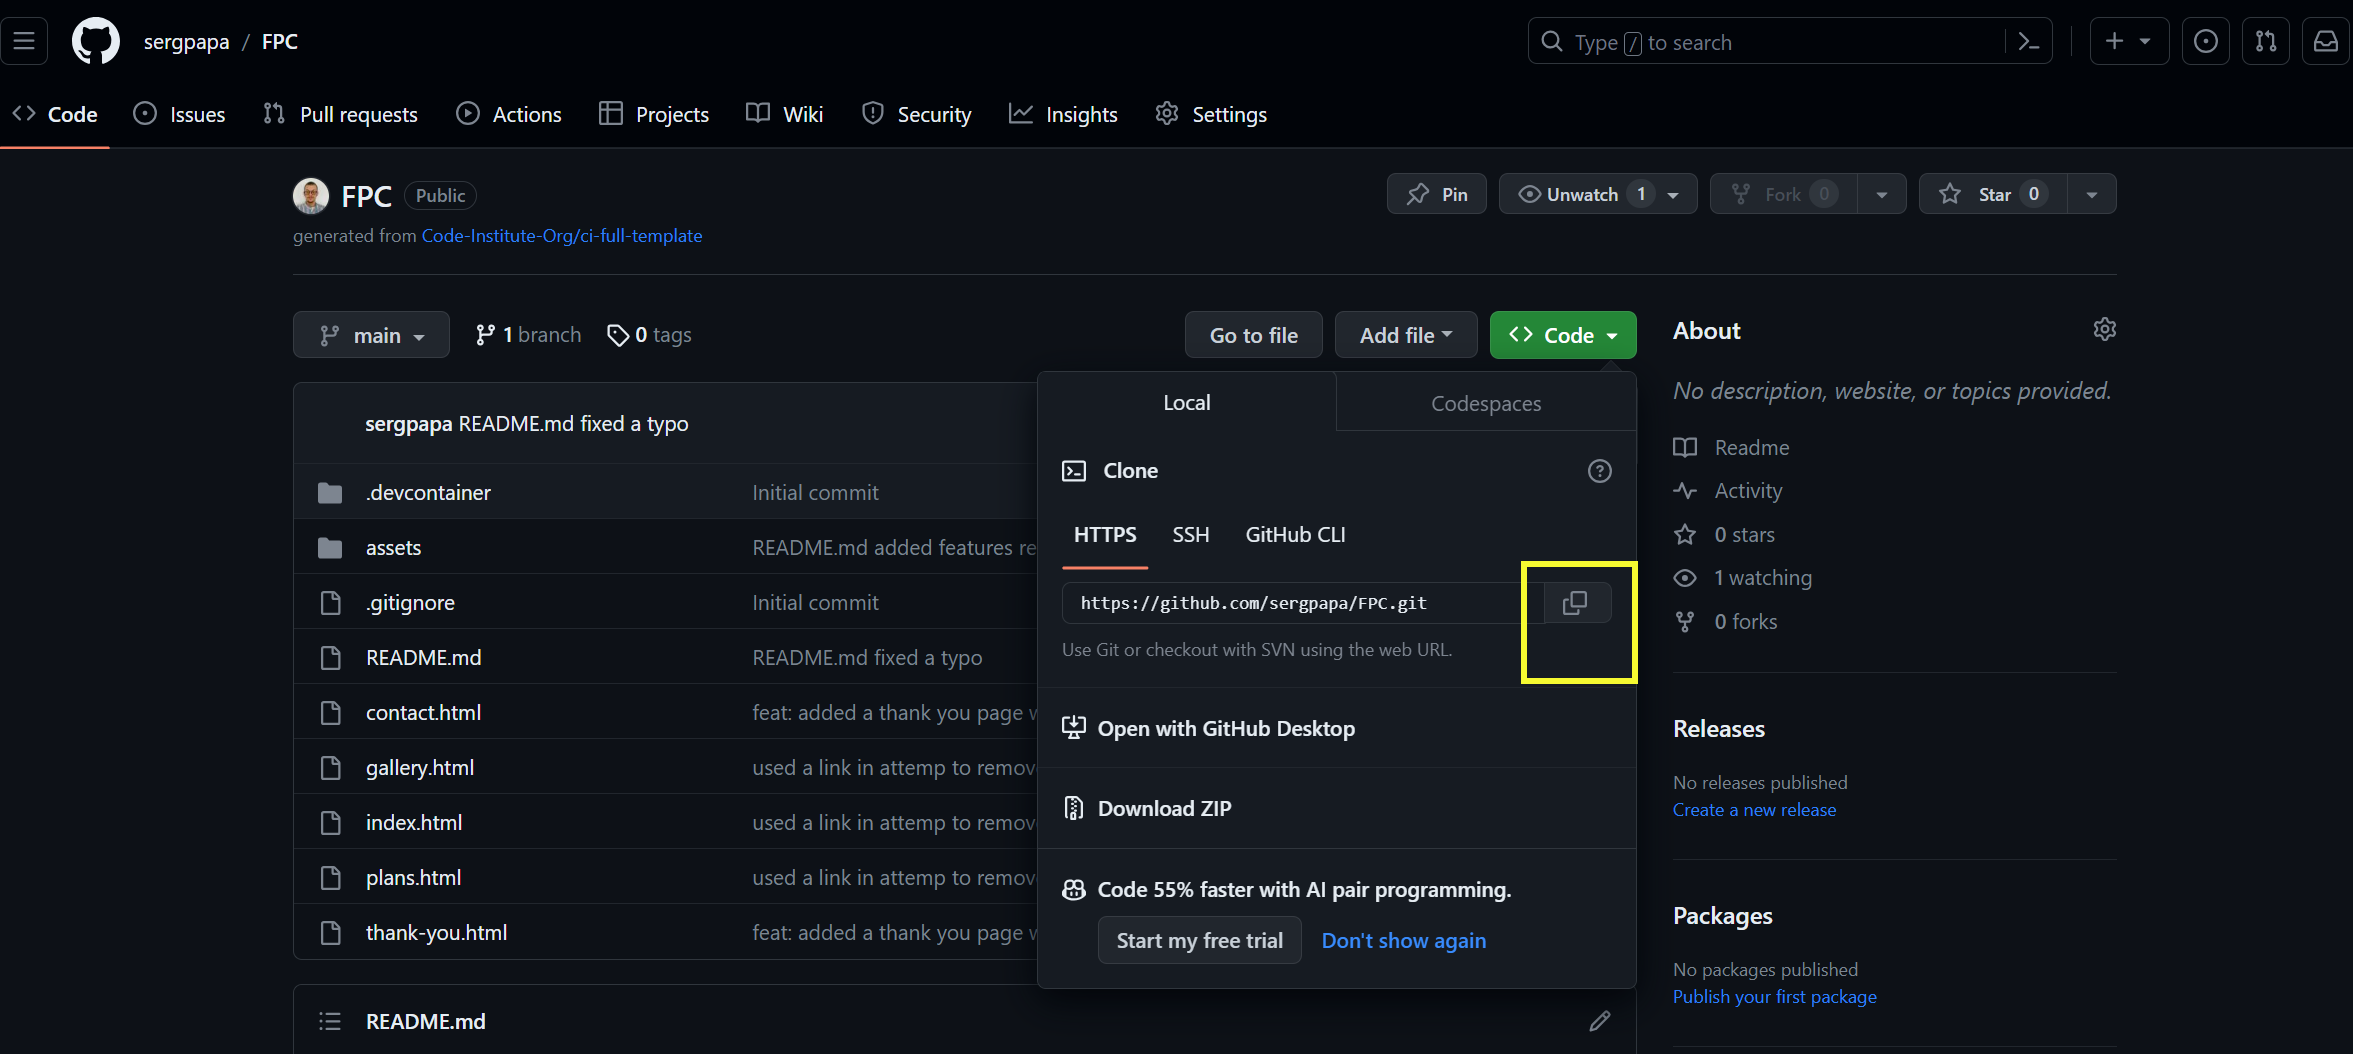 sergpapa / FPC
Type / to search
Code
Issues
Pull requests
Actions
Projects
Wiki
Security
Insights
Settings
FPC Public
Pin
Unwatch 1
Fork 0
Star 0
generated from Code-Institute-Org/ci-full-template
main
1 branch
0 tags
Go to file
Add file
Code
About
No description, website, or topics provided.
Readme
Activity
0 stars
1 watching
0 forks
Releases
No releases published
Create a new release
Packages
No packages published
Publish your first package
sergpapa README.md fixed a typo
.devcontainer Initial commit
assets README.md added features re
.gitignore Initial commit
README.md README.md fixed a typo
contact.html feat: added a thank you page w
gallery.html used a link in attemp to remov
index.html used a link in attemp to remov
plans.html used a link in attemp to remov
thank-you.html feat: added a thank you page w
README.md
Local
Codespaces
Clone
HTTPS SSH GitHub CLI
https://github.com/sergpapa/FPC.git
Use Git or checkout with SVN using the web URL.
Open with GitHub Desktop
Download ZIP
Code 55% faster with AI pair programming.
Start my free trial Don't show again